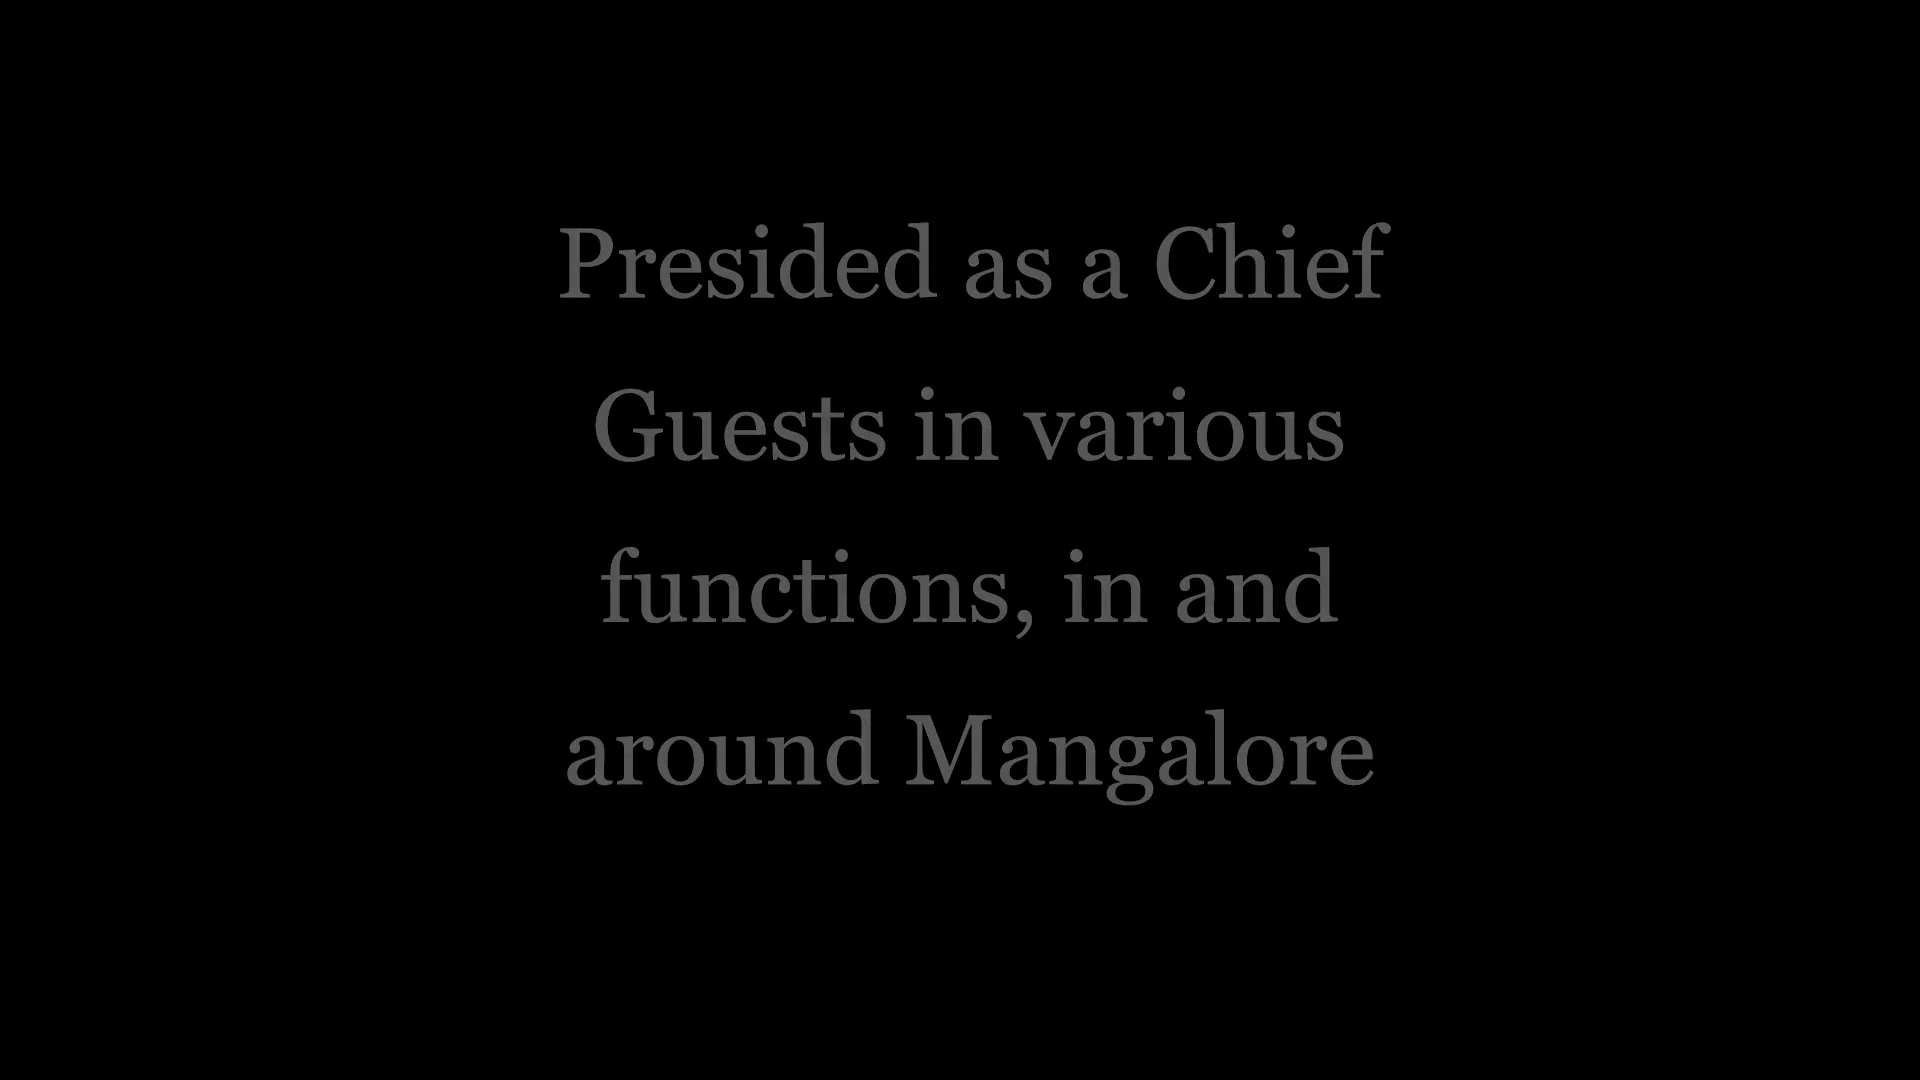 Presided as a Chief
Guests in various
functions, in and
around Mangalore